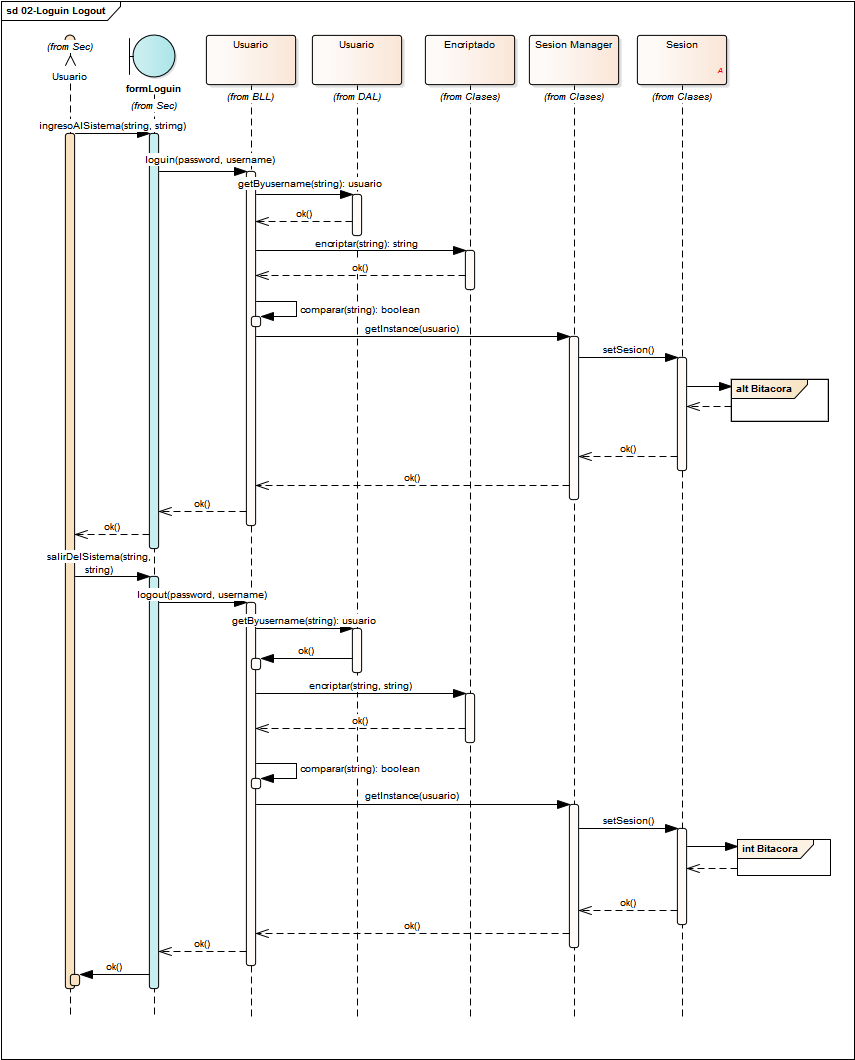 sd 02-Loguin Logout
(from Sec)
Usuario
formLoguin
(from Sec)
Usuario
(from BLL)
Usuario
(from DAL)
Encriptado
(from Clases)
Sesion Manager
(from Clases)
Sesion
A
(from Clases)
ingresoAlSistema(string, strimg)
loguin(password, username)
getByusername(string): usuario
ok()
encriptar(string): string
ok()
comparar(string): boolean
getInstance(usuario)
setSesion()
alt Bitacora
ok()
ok()
ok()
ok()
salirDelSistema(string,
string)
logout(password, username)
getByusername(string): usuario
ok()
encriptar(string, string)
ok()
comparar(string): boolean
getInstance(usuario)
setSesion()
int Bitacora
ok()
ok()
ok()
ok()